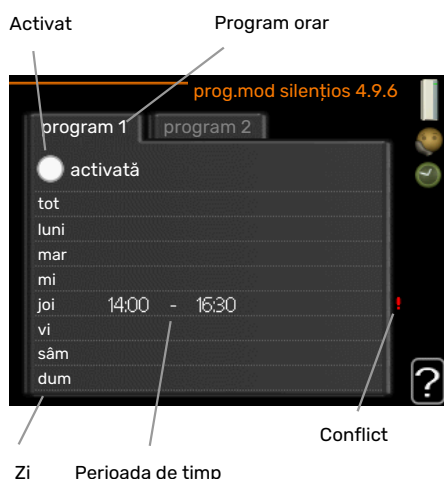 Activat
Program orar
prog.mod silențios 4.9.6
program 1
program 2
activată
tot
luni
mar
mi
joi 14:00 - 16:30 !
vi
sâm
dum
?
Conflict
Zi
Perioada de timp